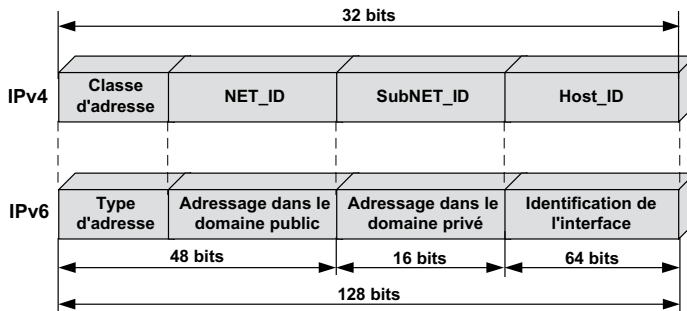 32 bits
IPv4
Classe
d'adresse
NET_ID
SubNET_ID
Host_ID
IPv6
Type
d'adresse
Adressage dans le
domaine public
Adressage dans le
domaine privé
Identification de
l'interface
48 bits
16 bits
64 bits
128 bits